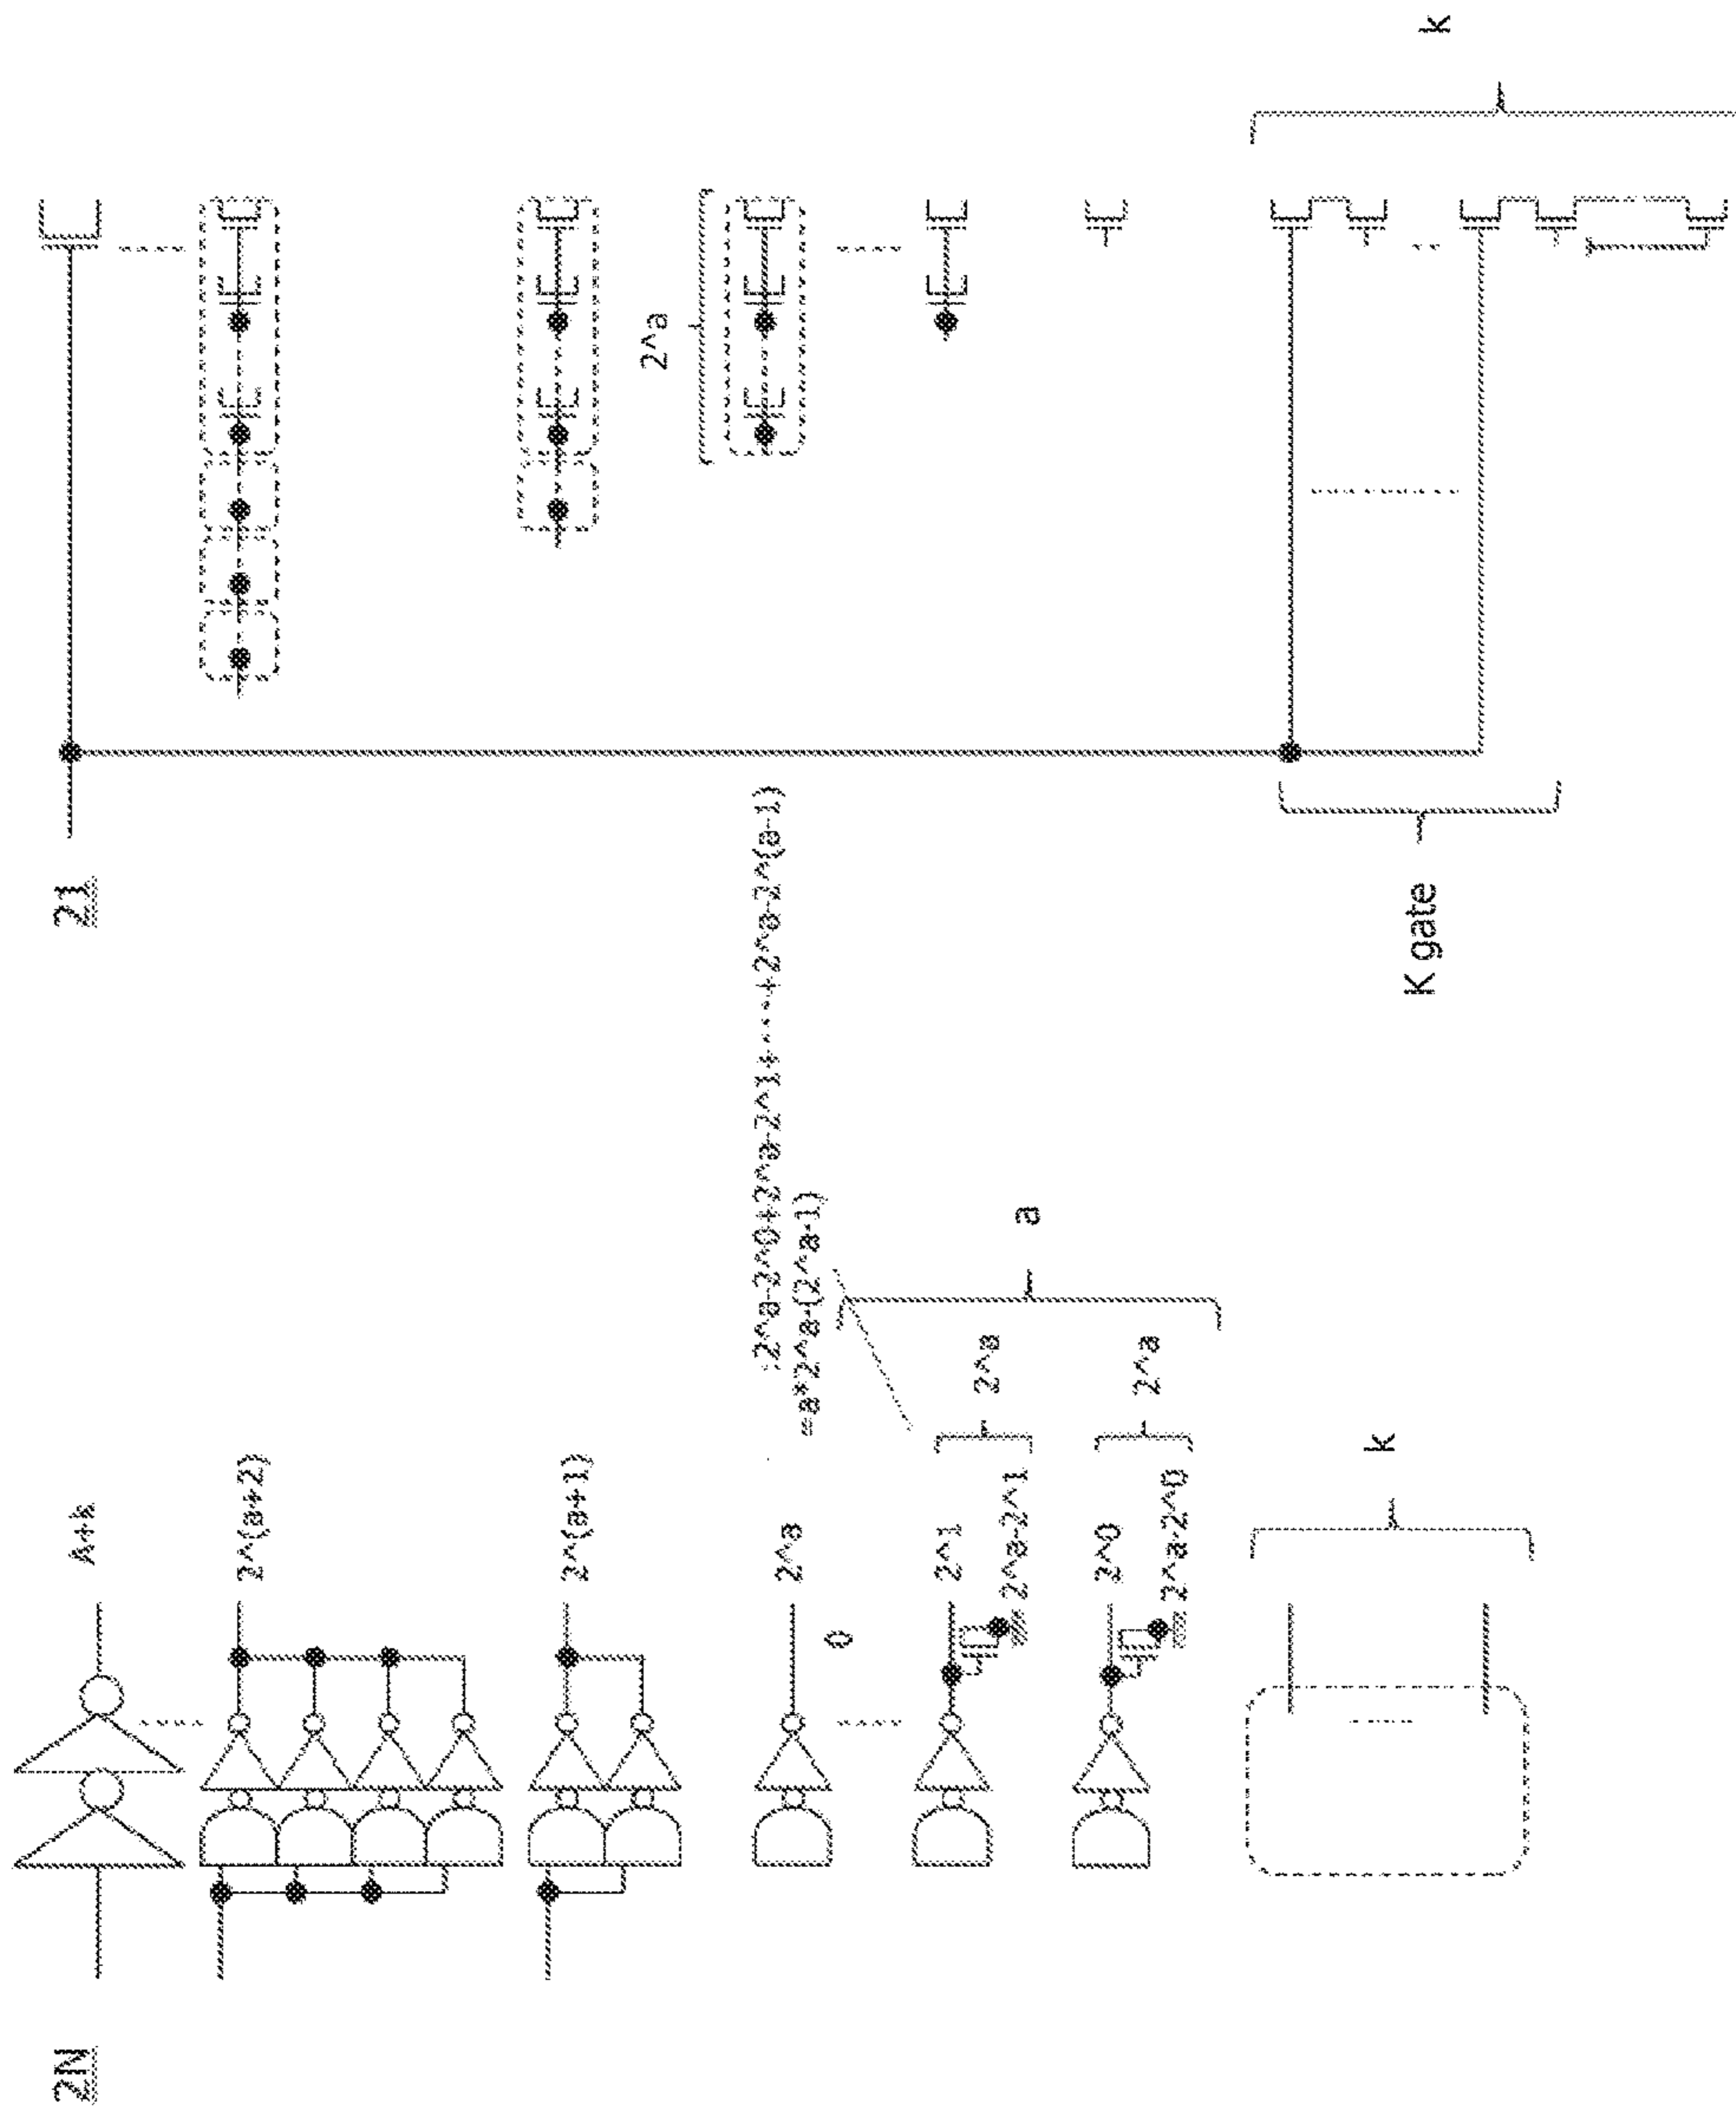 k
2^a
21
:2^a-2^0+2^a-2^1+····+2^a-2^(a-1)
=a*2^a-(2^a-1)
K gate
a
2^a
2^a
A+k
2^(a+2)
2^(a+1)
2^a
0
2^1
2^a-2^1
2^0
2^a-2^0
k
2N